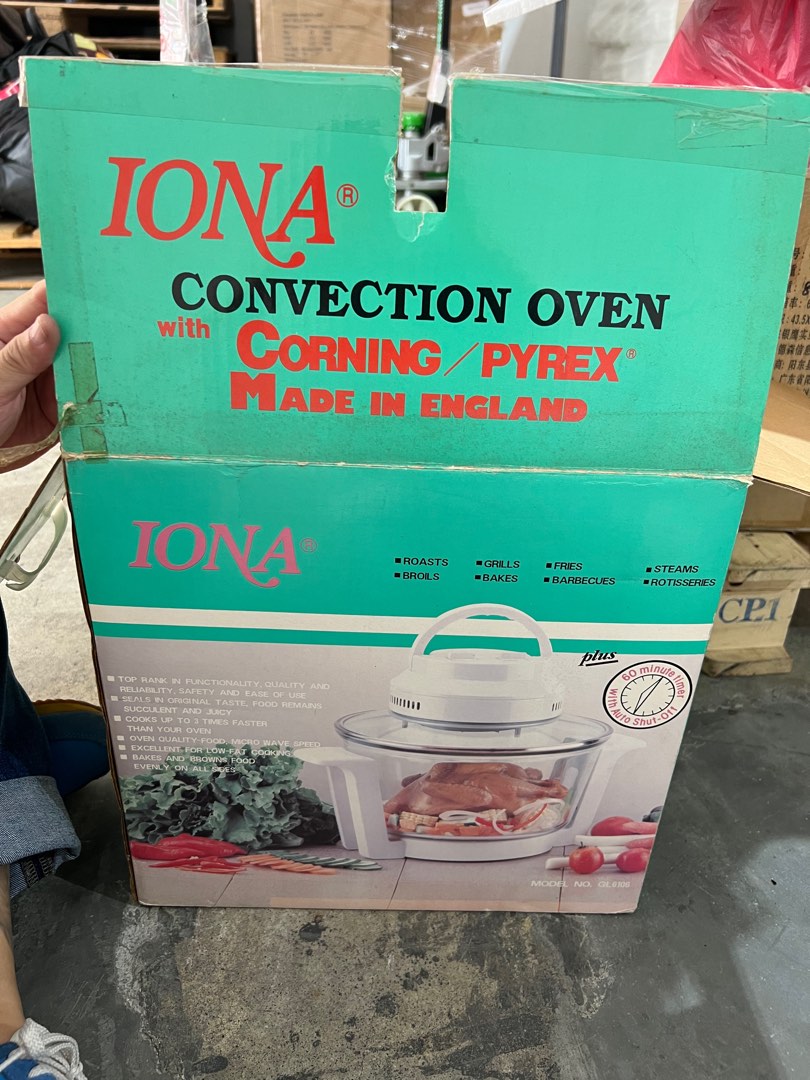 IONA®
CONVECTION OVEN
with CORNING/PYREX®
MADE IN ENGLAND
IONA®
■ ROASTS ■ GRILLS ■ FRIES ■ STEAMS
■ BROILS ■ BAKES ■ BARBECUES ■ ROTISSERIES
plus
60 minute timer
with Auto Shut-Off
■ TOP RANK IN FUNCTIONALITY, QUALITY AND
RELIABILITY, SAFETY AND EASE OF USE
■ SEALS IN ORIGINAL TASTE, FOOD REMAINS
SUCCULENT AND JUICY
■ COOKS UP TO 3 TIMES FASTER
THAN YOUR OVEN
■ OVEN QUALITY FOOD, MICRO WAVE SPEED
■ EXCELLENT FOR LOW-FAT COOKING
■ BAKES AND BROWNS FOOD
EVENLY ON ALL SIDES
MODEL NO.
CP.1